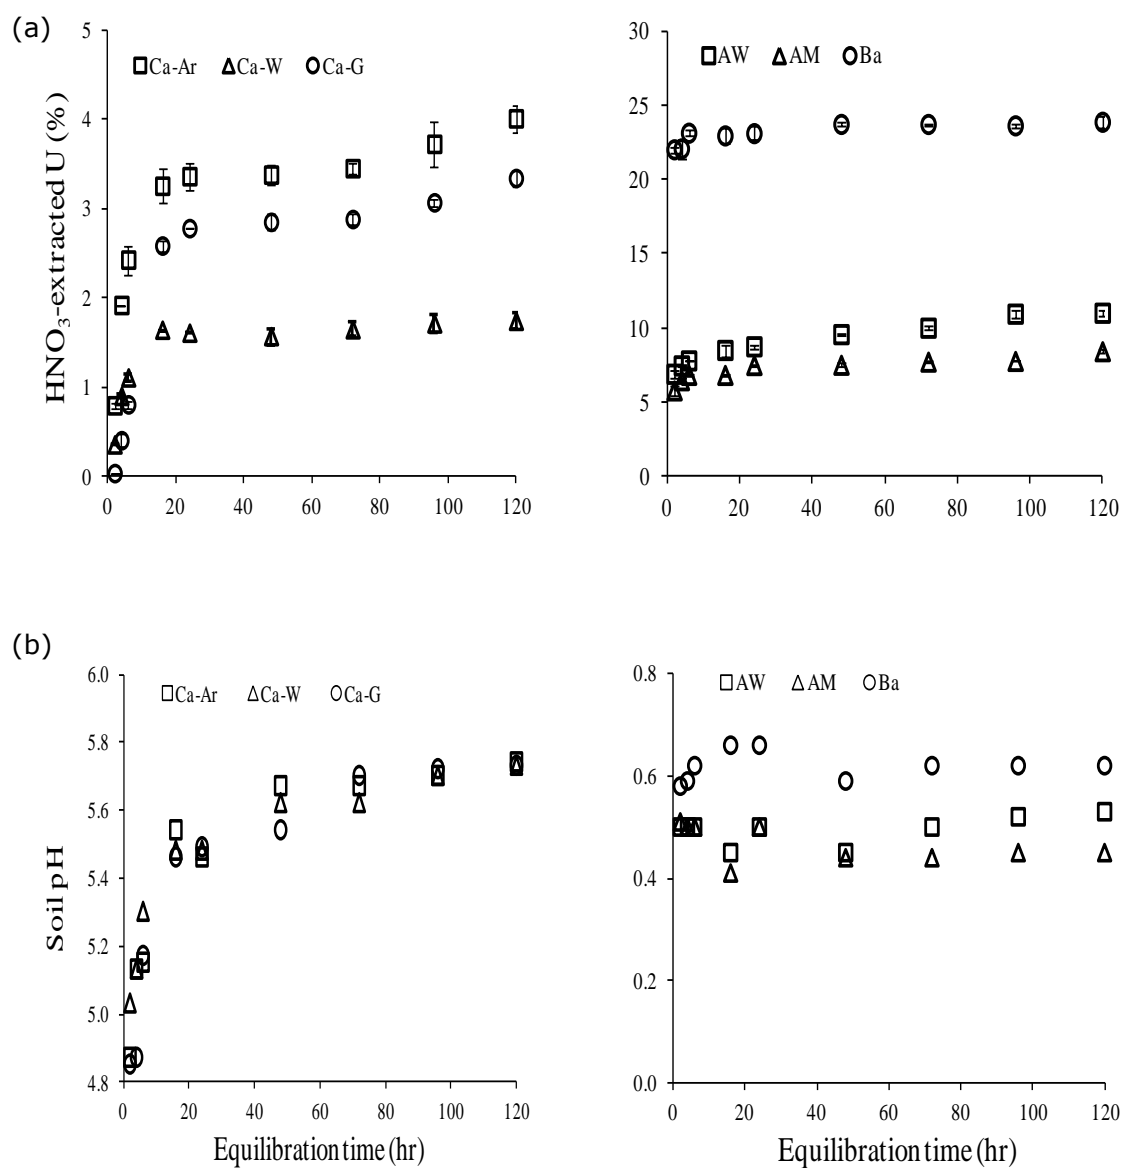 (a)
HNO3-extracted U (%)
5
4
3
2
1
0
Ca-Ar Ca-W Ca-G
0 20 40 60 80 100 120
30
25
20
15
10
5
0
AW AM Ba
0 20 40 60 80 100 120
(b)
Soil pH
6.0
5.8
5.6
5.4
5.2
5.0
4.8
Ca-Ar Ca-W Ca-G
0 20 40 60 80 100 120
Equilibration time (hr)
0.8
0.6
0.4
0.2
0.0
AW AM Ba
0 20 40 60 80 100 120
Equilibration time (hr)